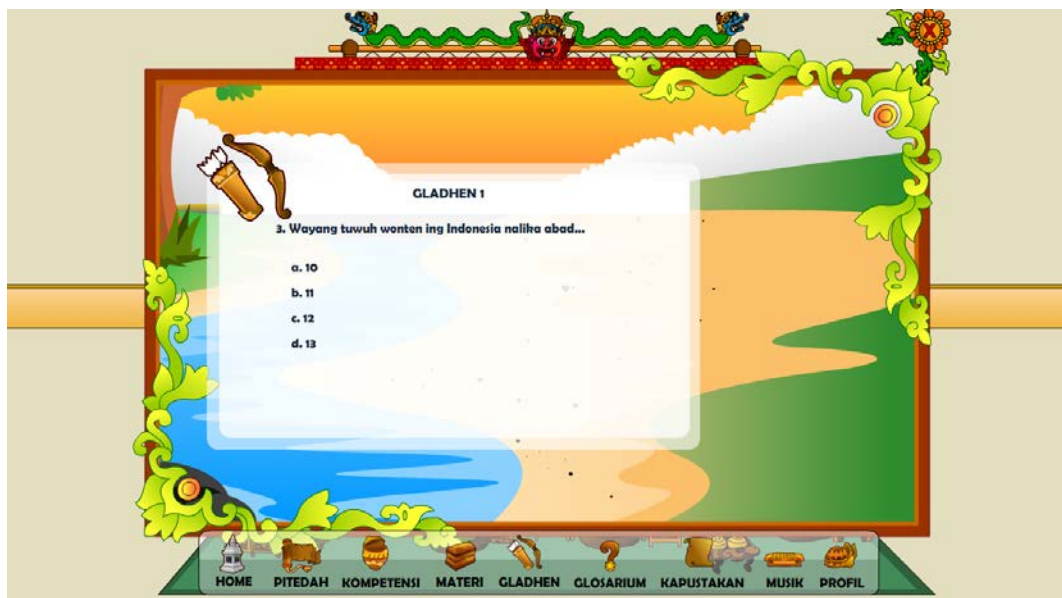 X
GLADHEN 1
3. Wayang tuwuh wonten ing Indonesia nalika abad...
a. 10
b. 11
c. 12
d. 13
HOME PITEDAH KOMPETENSI MATERI GLADHEN GLOSARIUM KAPUSTAKAN MUSIK PROFIL